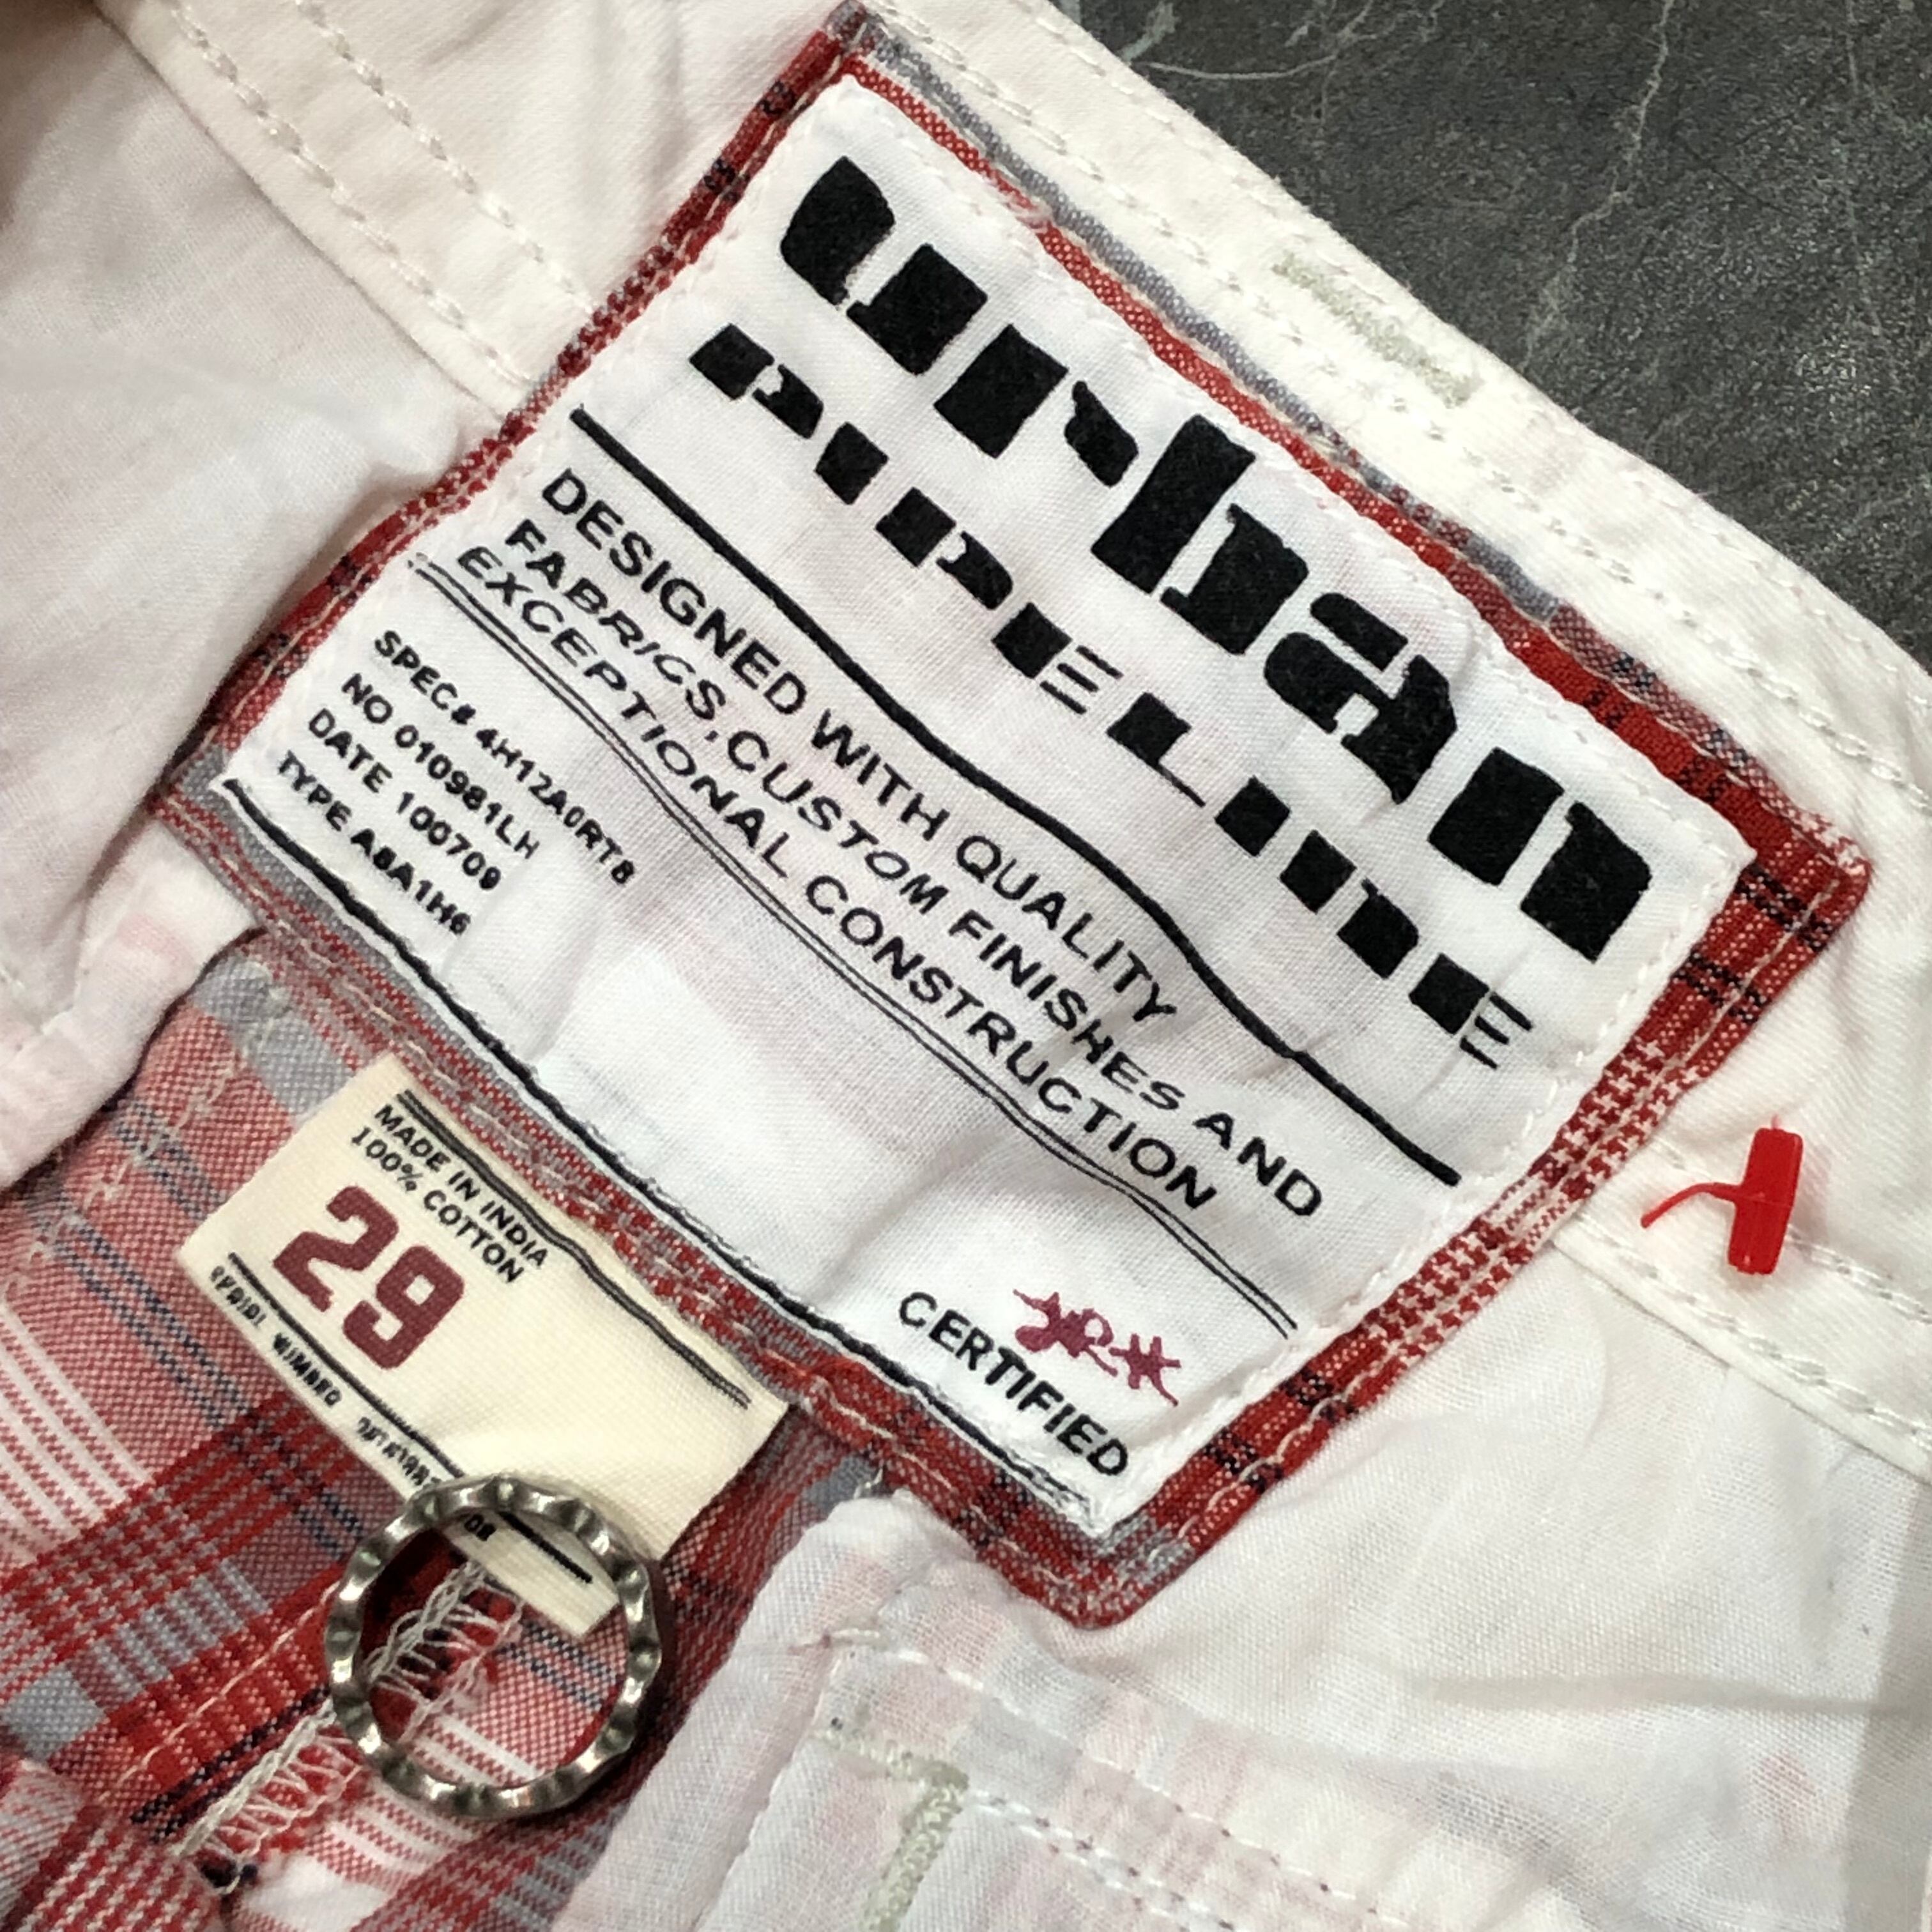 urban
PIPELINE
DESIGNED WITH QUALITY
FABRICS, CUSTOM FINISHES AND
EXCEPTIONAL CONSTRUCTION
SPEC# 4H12A0RT8
NO 010981LH
DATE 100709
TYPE A8A1H6
CERTIFIED
MADE IN INDIA
100% COTTON
29